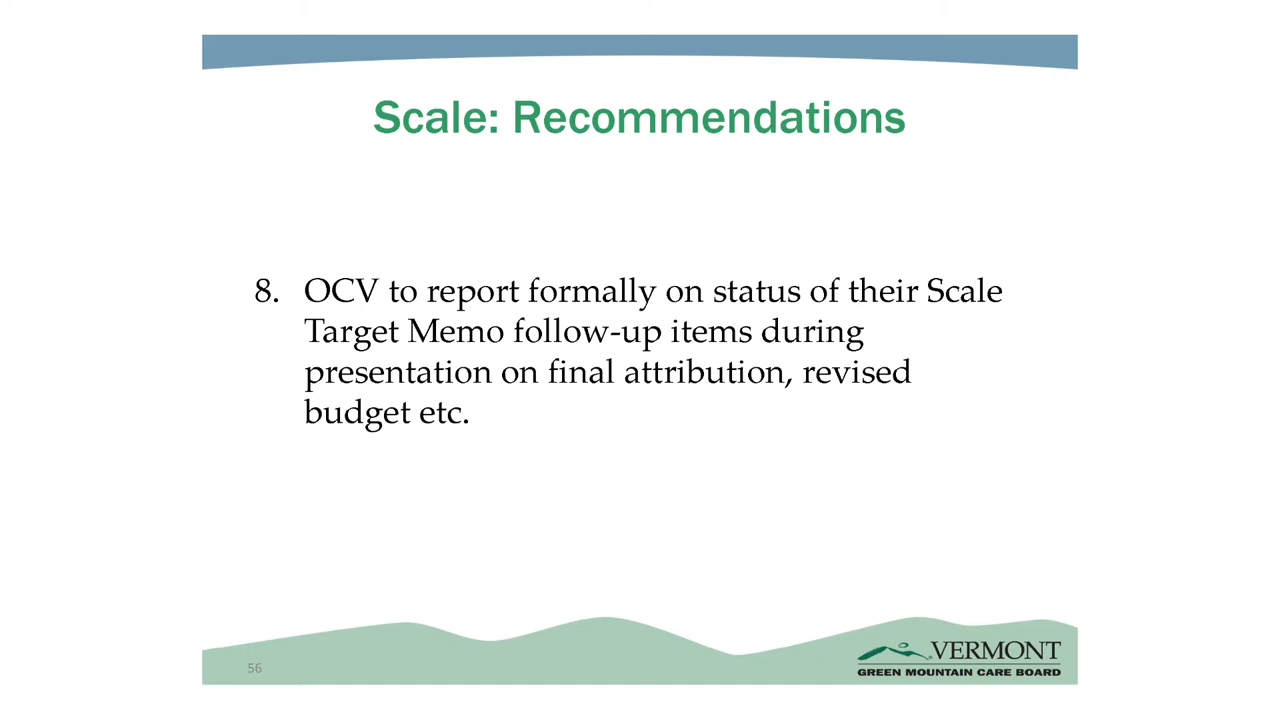 Scale: Recommendations
8. OCV to report formally on status of their Scale
Target Memo follow-up items during
presentation on final attribution, revised
budget etc.
56
VERMONT
GREEN MOUNTAIN CARE BOARD